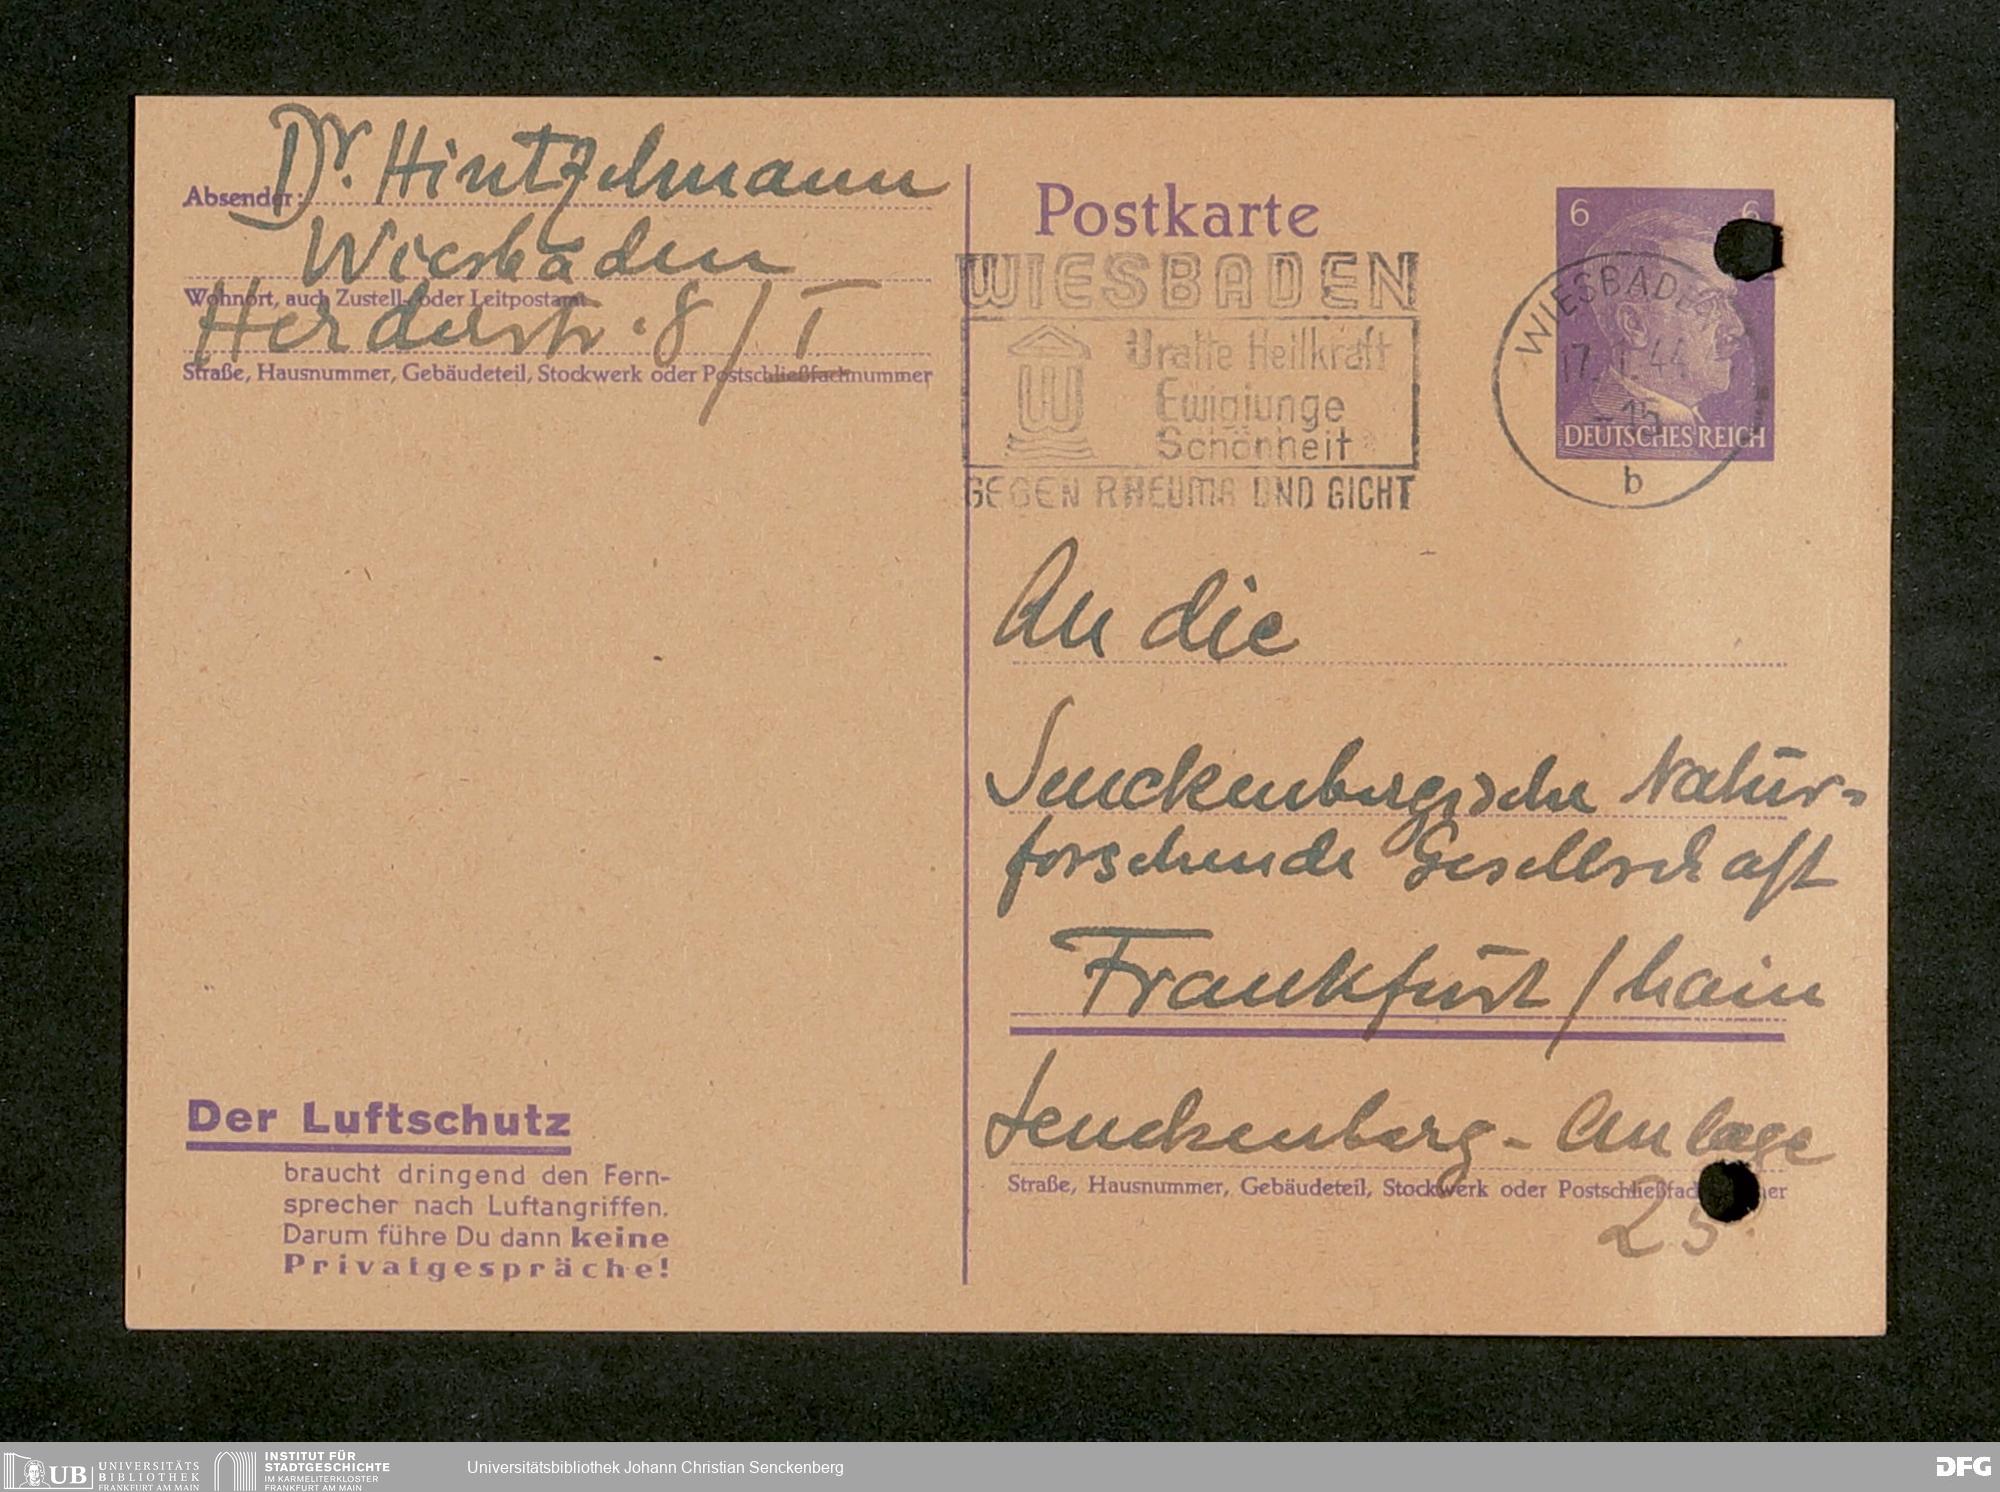 Dr. Hintzelmann
Absender:
Wiesbaden
Wohnort, auch Zustell- oder Leitpostamt
Herderstr. 8/I
Straße, Hausnummer, Gebäudeteil, Stockwerk oder Postschließfachnummer
Der Luftschutz
braucht dringend den Fern-
sprecher nach Luftangriffen.
Darum führe Du dann keine
Privatgespräche!
Postkarte
WIESBADEN
W
Uralte Heilkraft
Ewigjunge
Schönheit
GEGEN RHEUMA UND GICHT
6 6
WIESBADEN
17.1.44
-15
b
DEUTSCHES REICH
An die
Senckenbergische Natur-
forschende Gesellschaft
Frankfurt/Main
Senckenberg-Anlage
Straße, Hausnummer, Gebäudeteil, Stockwerk oder Postschließfach er
25.
UB UNIVERSITÄTS
BIBLIOTHEK
FRANKFURT AM MAIN
INSTITUT FÜR
STADTGESCHICHTE
IM KARMELITERKLOSTER
FRANKFURT AM MAIN
Universitätsbibliothek Johann Christian Senckenberg
DFG